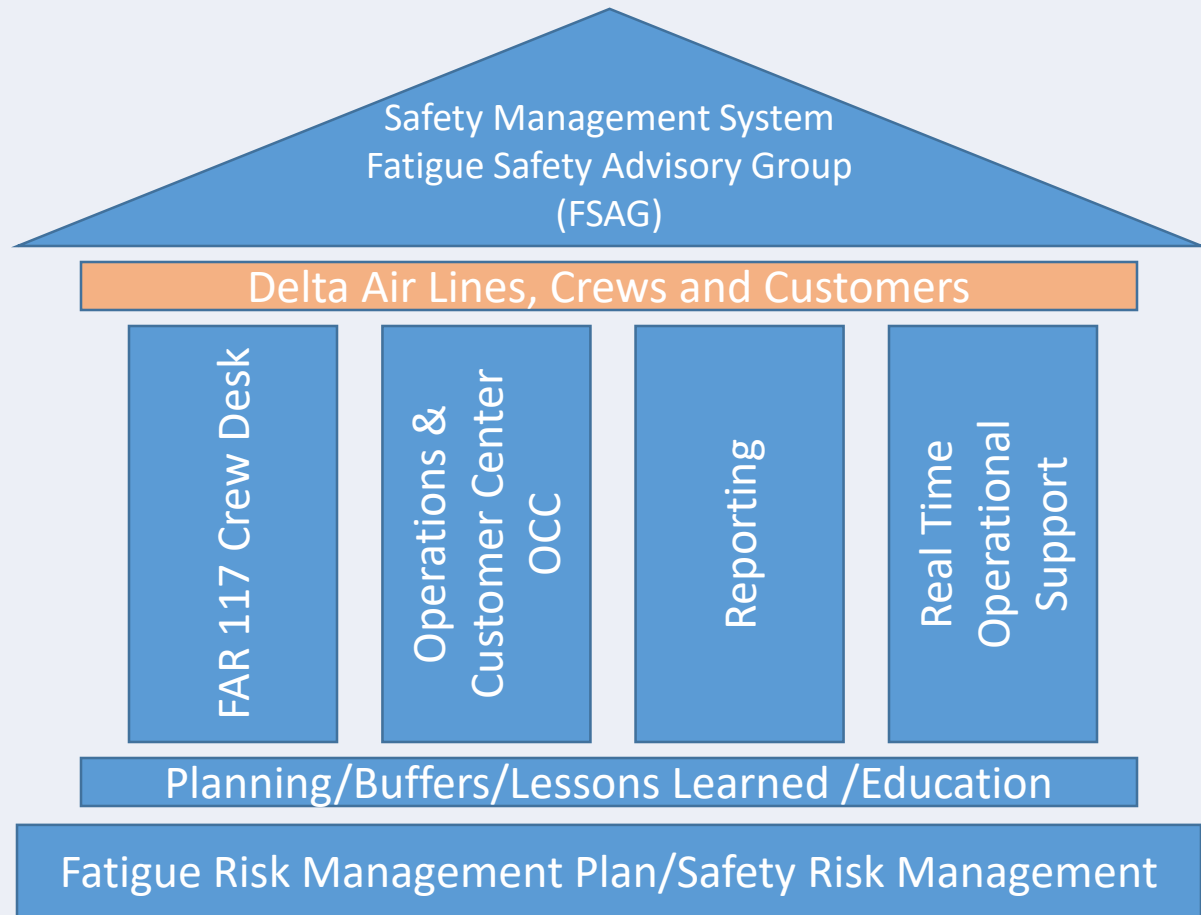 Safety Management System
Fatigue Safety Advisory Group
(FSAG)
Delta Air Lines, Crews and Customers
FAR 117 Crew Desk
Operations &
Customer Center
OCC
Reporting
Real Time
Operational
Support
Planning/Buffers/Lessons Learned /Education
Fatigue Risk Management Plan/Safety Risk Management